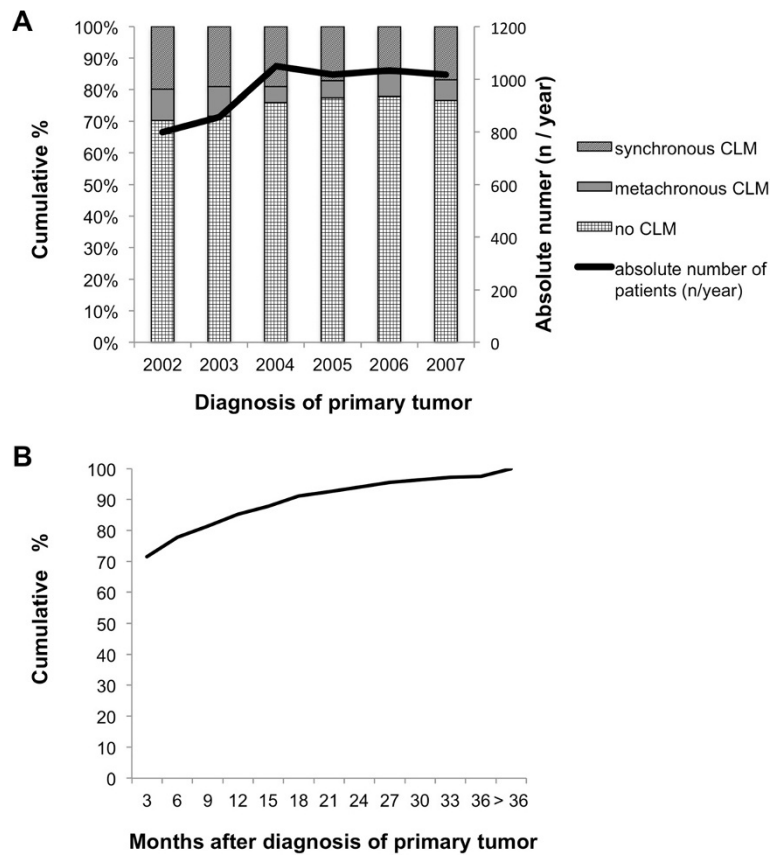 A
100%
90%
80%
70%
60%
50%
40%
30%
20%
10%
0%
Cumulative %
1200
1000
800
600
400
200
0
Absolute numer (n / year)
2002 2003 2004 2005 2006 2007
Diagnosis of primary tumor
synchronous CLM
metachronous CLM
no CLM
absolute number of
patients (n/year)
B
100
90
80
70
60
50
40
30
20
10
0
Cumulative %
3 6 9 12 15 18 21 24 27 30 33 36 > 36
Months after diagnosis of primary tumor